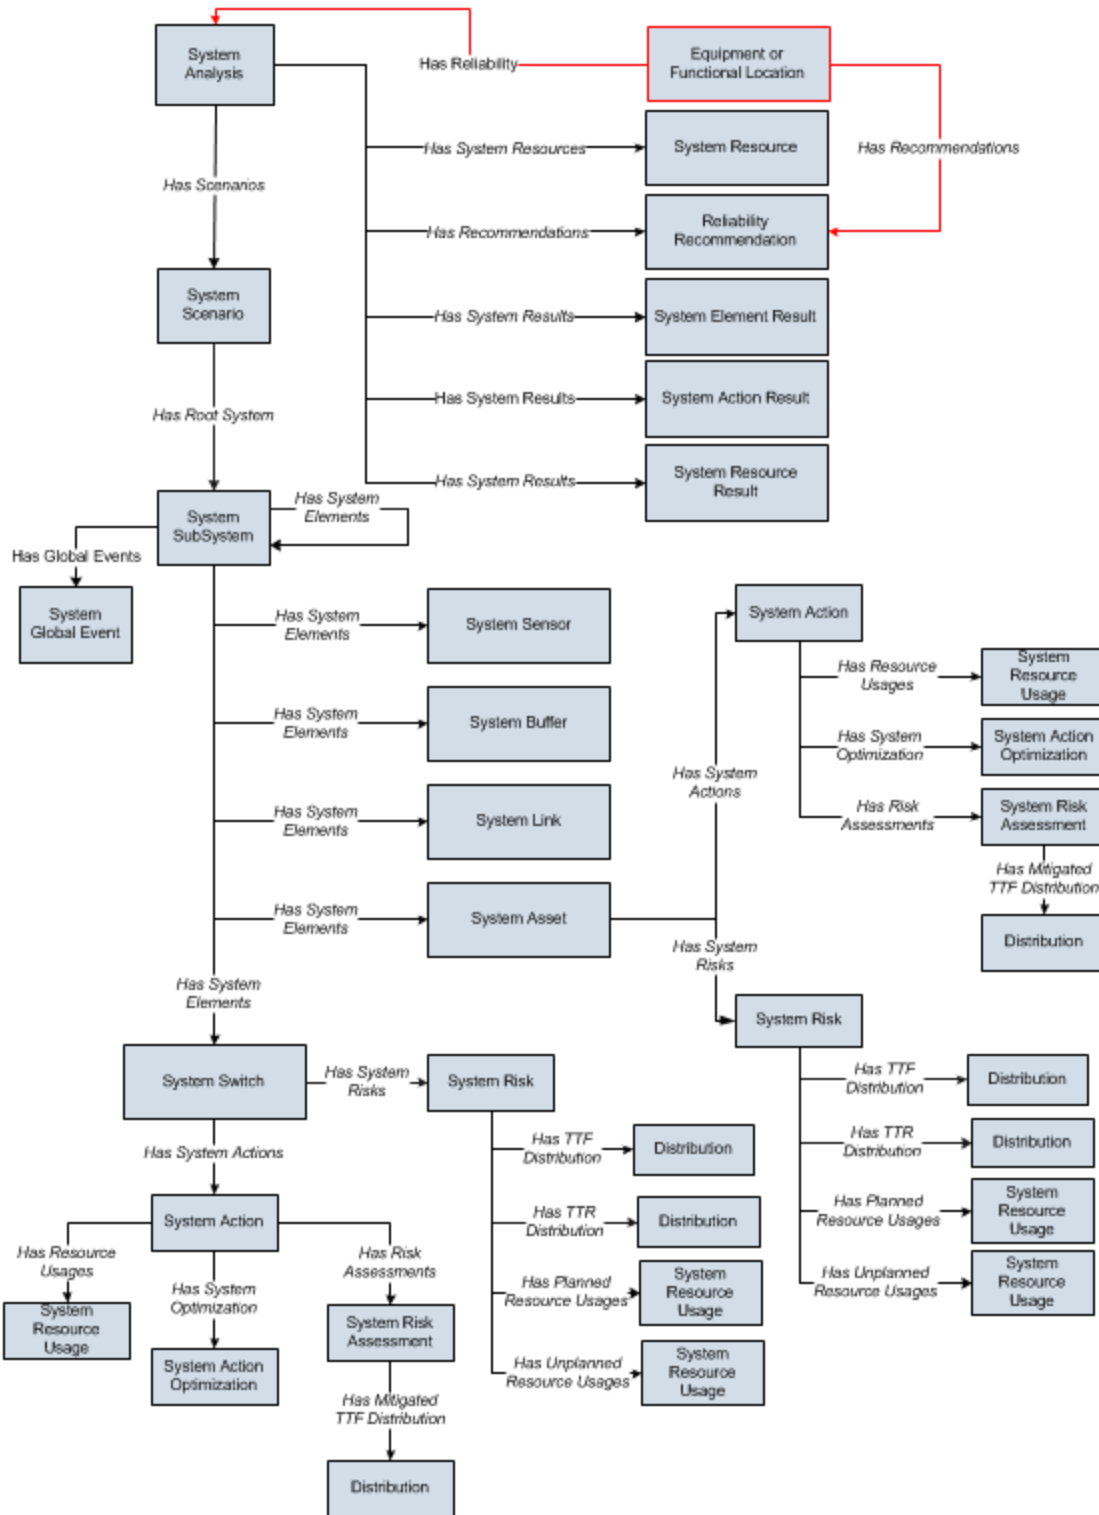 System
Analysis
Has Reliability
Equipment or
Functional Location
Has System Resources
System Resource
Has Recommendations
Has Scenarios
Has Recommendations
Reliability
Recommendation
System
Scenario
Has System Results
System Element Result
Has Root System
Has System Results
System Action Result
Has System Results
System Resource
Result
System
SubSystem
Has System
Elements
Has Global Events
System
Global Event
Has System
Elements
System Sensor
Has System
Elements
System Buffer
Has System
Elements
System Link
Has System
Elements
System Asset
Has System
Actions
System Action
Has Resource
Usages
System
Resource
Usage
Has System
Optimization
System Action
Optimization
Has Risk
Assessments
System Risk
Assessment
Has Mitigated
TTF Distribution
Distribution
Has System
Risks
System Risk
Has TTF
Distribution
Distribution
Has TTR
Distribution
Distribution
Has Planned
Resource Usages
System
Resource
Usage
Has Unplanned
Resource Usages
System
Resource
Usage
Has System
Elements
System Switch
Has System
Risks
System Risk
Has TTF
Distribution
Distribution
Has TTR
Distribution
Distribution
Has Planned
Resource Usages
System
Resource
Usage
Has Unplanned
Resource Usages
System
Resource
Usage
Has System Actions
System Action
Has Resource
Usages
System
Resource
Usage
Has System
Optimization
System Action
Optimization
Has Risk
Assessments
System Risk
Assessment
Has Mitigated
TTF Distribution
Distribution